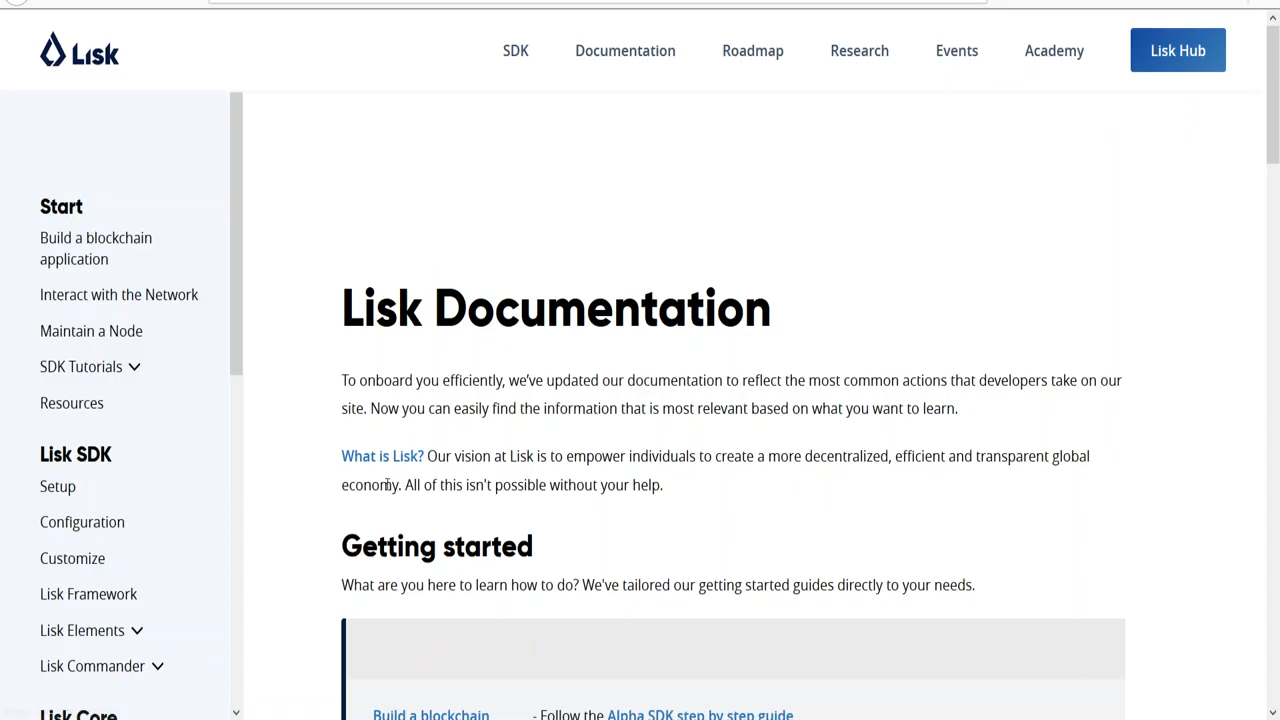 Lisk
SDK
Documentation
Roadmap
Research
Events
Academy
Lisk Hub
Start
Build a blockchain
application
Interact with the Network
Maintain a Node
SDK Tutorials
Resources
Lisk SDK
Setup
Configuration
Customize
Lisk Framework
Lisk Elements
Lisk Commander
Lisk Core
Lisk Documentation
To onboard you efficiently, we’ve updated our documentation to reflect the most common actions that developers take on our
site. Now you can easily find the information that is most relevant based on what you want to learn.
What is Lisk? Our vision at Lisk is to empower individuals to create a more decentralized, efficient and transparent global
economy. All of this isn't possible without your help.
Getting started
What are you here to learn how to do? We've tailored our getting started guides directly to your needs.
Build a blockchain - Follow the Alpha SDK step by step guide